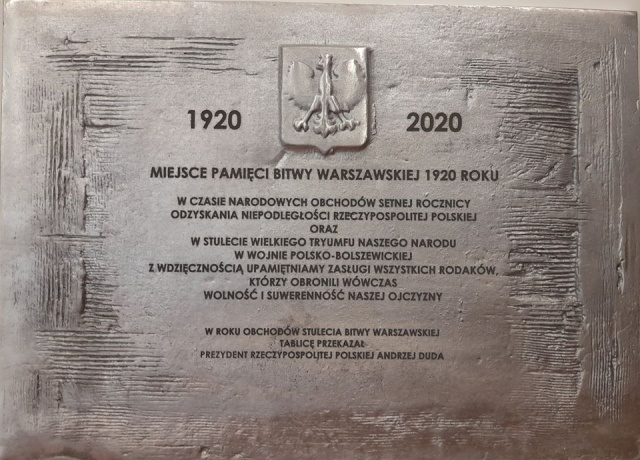 1920 2020
MIEJSCE PAMIĘCI BITWY WARSZAWSKIEJ 1920 ROKU
W CZASIE NARODOWYCH OBCHODÓW SETNEJ ROCZNICY
ODZYSKANIA NIEPODLEGŁOŚCI RZECZYPOSPOLITEJ POLSKIEJ
ORAZ
W STULECIE WIELKIEGO TRYUMFU NASZEGO NARODU
W WOJNIE POLSKO-BOLSZEWICKIEJ
Z WDZIĘCZNOŚCIĄ UPAMIĘTNIAMY ZASŁUGI WSZYSTKICH RODAKÓW,
KTÓRZY OBRONILI WÓWCZAS
WOLNOŚĆ I SUWERENNOŚĆ NASZEJ OJCZYZNY
W ROKU OBCHODÓW STULECIA BITWY WARSZAWSKIEJ
TABLICĘ PRZEKAZAŁ
PREZYDENT RZECZYPOSPOLITEJ POLSKIEJ ANDRZEJ DUDA